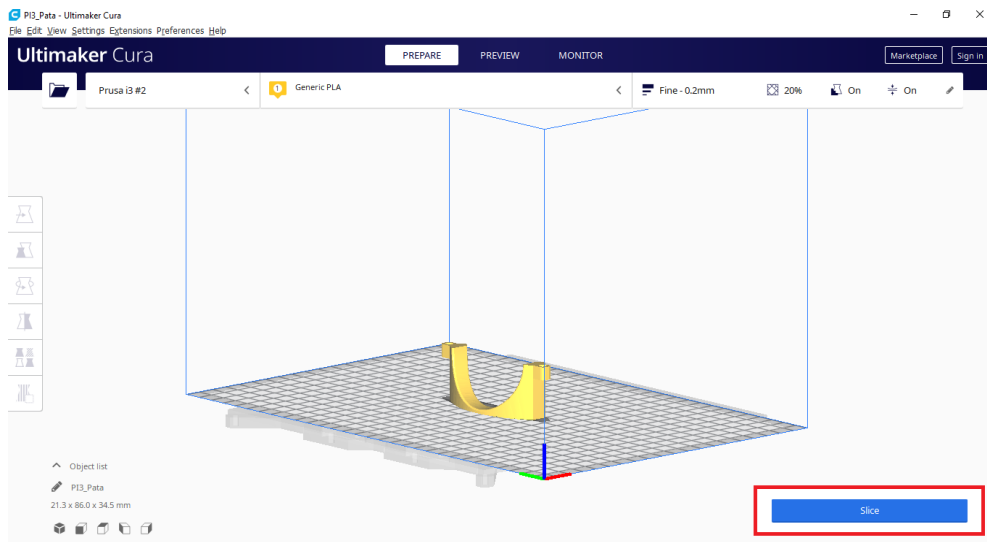 PI3_Pata - Ultimaker Cura
File Edit View Settings Extensions Preferences Help
Ultimaker Cura PREPARE PREVIEW MONITOR Marketplace Sign in
Prusa i3 #2 1 Generic PLA Fine - 0.2mm 20% On On
Object list
PI3_Pata
21.3 x 86.0 x 34.5 mm
Slice